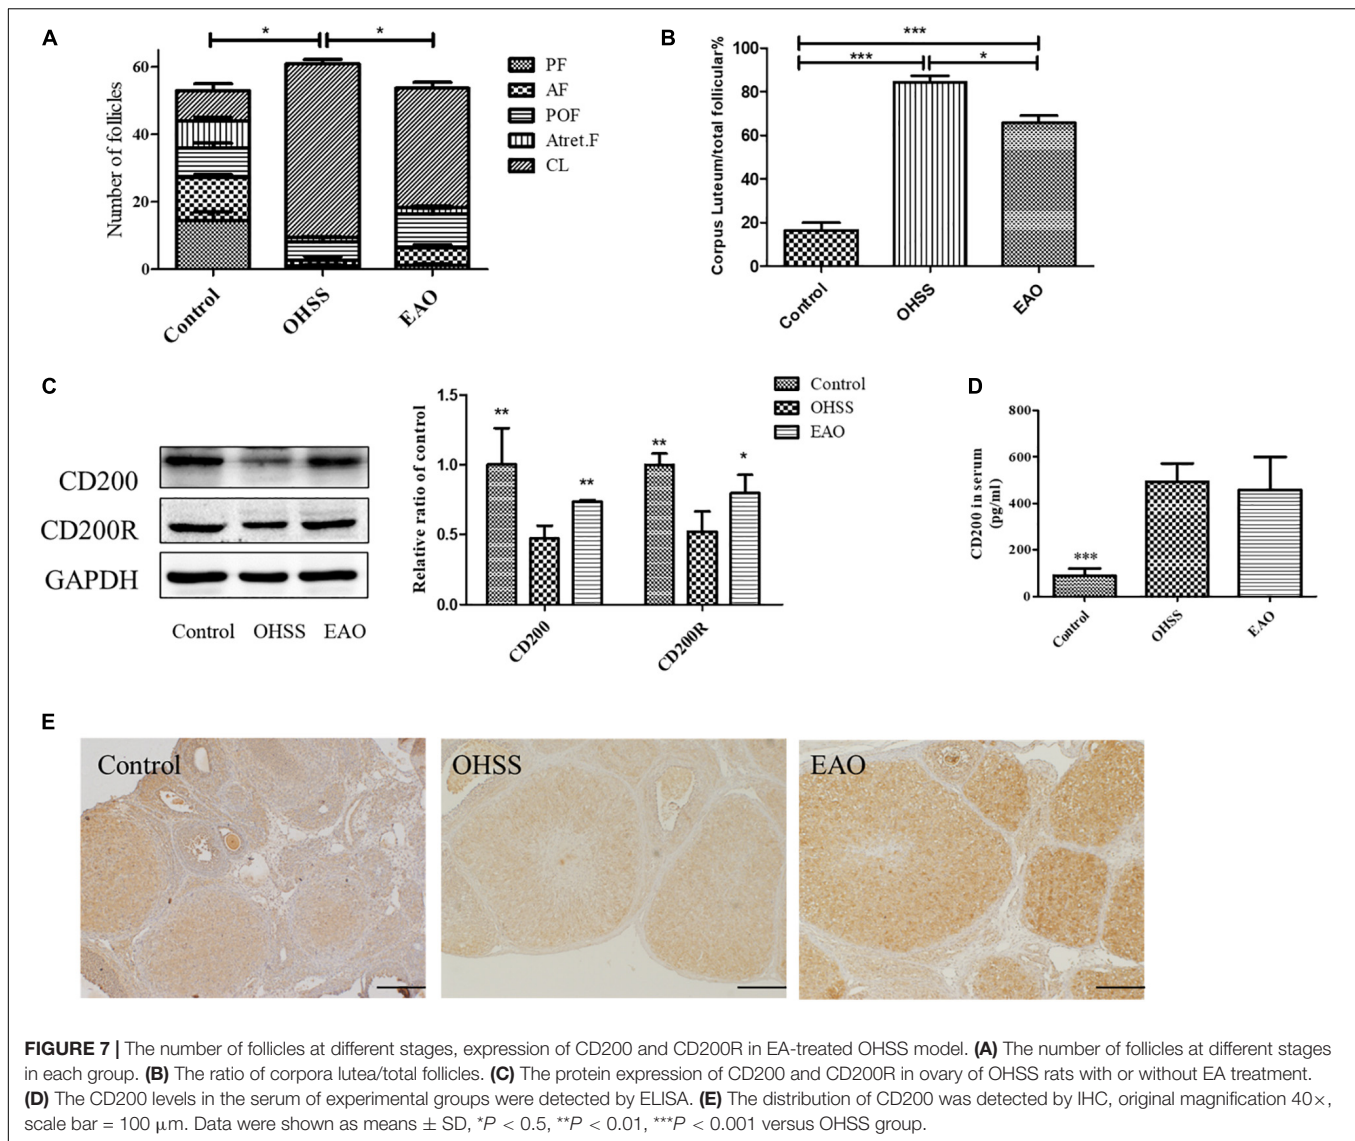 A
*
*
Number of follicles
60
40
20
0
Control
OHSS
EAO
PF
AF
POF
Atret.F
CL
B
***
***
*
Corpus Luteum/total follicular%
100
80
60
40
20
0
Control
OHSS
EAO
C
CD200
CD200R
GAPDH
Control OHSS EAO
Relative ratio of control
1.5
1.0
0.5
0.0
**
**
**
*
CD200
CD200R
Control
OHSS
EAO
D
CD200 in serum
(pg/ml)
800
600
400
200
0
***
Control
OHSS
EAO
E
Control
OHSS
EAO
FIGURE 7 | The number of follicles at different stages, expression of CD200 and CD200R in EA-treated OHSS model. (A) The number of follicles at different stages
in each group. (B) The ratio of corpora lutea/total follicles. (C) The protein expression of CD200 and CD200R in ovary of OHSS rats with or without EA treatment.
(D) The CD200 levels in the serum of experimental groups were detected by ELISA. (E) The distribution of CD200 was detected by IHC, original magnification 40×,
scale bar = 100 μm. Data were shown as means ± SD, *P < 0.5, **P < 0.01, ***P < 0.001 versus OHSS group.